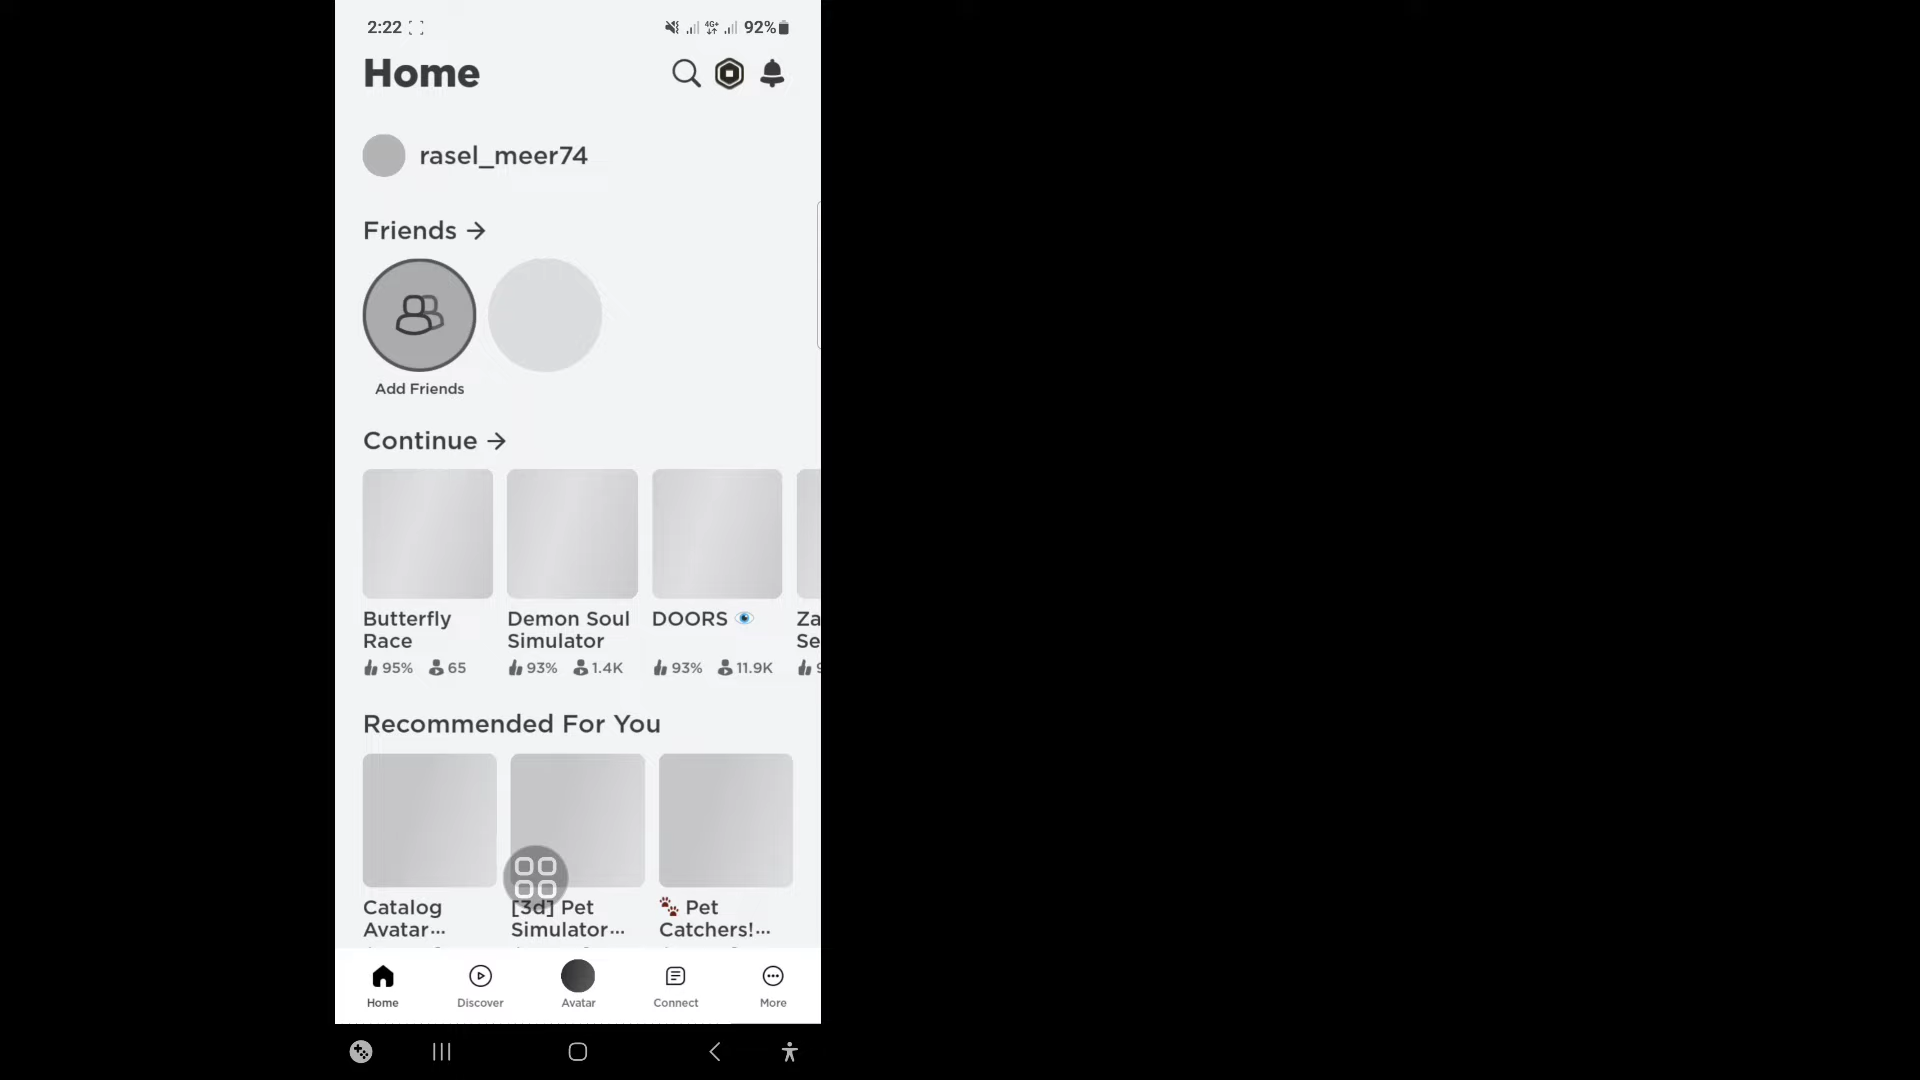 2:22
4G+
92%
Home
rasel_meer74
Friends →
Add Friends
Continue →
Butterfly Race
95% 65
Demon Soul Simulator
93% 1.4K
DOORS 👁️
93% 11.9K
Za
Se
Recommended For You
Catalog Avatar...
[3d] Pet Simulator...
🐾 Pet Catchers!...
Home
Discover
Avatar
Connect
More